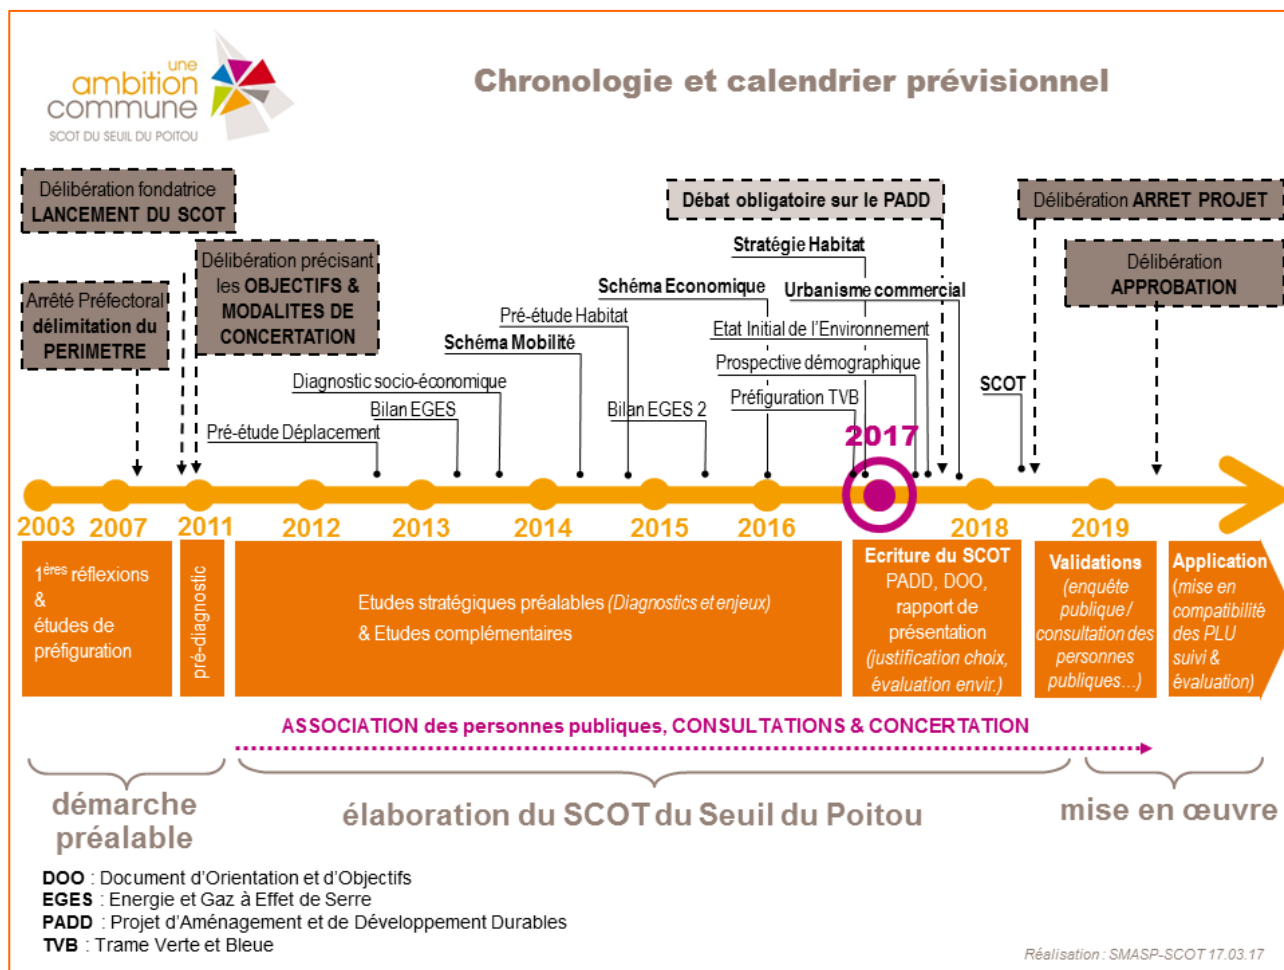 une
ambition
commune
SCOT DU SEUIL DU POITOU
Chronologie et calendrier prévisionnel
Délibération fondatrice
LANCEMENT DU SCOT
Arrêté Préfectoral
délimitation du
PERIMETRE
Délibération précisant
les OBJECTIFS &
MODALITES DE
CONCERTATION
Débat obligatoire sur le PADD
Délibération ARRET PROJET
Délibération
APPROBATION
Stratégie Habitat
Schéma Economique
Urbanisme commercial
Pré-étude Habitat
Etat Initial de l'Environnement
Schéma Mobilité
Prospective démographique
Diagnostic socio-économique
SCOT
Bilan EGES
Bilan EGES 2
Préfiguration TVB
Pré-étude Déplacement
2017
2003
2007
2011
2012
2013
2014
2015
2016
2018
2019
1ères réflexions
&
études de
préfiguration
pré-diagnostic
Etudes stratégiques préalables (Diagnostics et enjeux)
& Etudes complémentaires
Ecriture du SCOT
PADD, DOO,
rapport de
présentation
(justification choix,
évaluation envir.)
Validations
(enquête
publique /
consultation des
personnes
publiques…)
Application
(mise en
compatibilité
des PLU
suivi &
évaluation)
ASSOCIATION des personnes publiques, CONSULTATIONS & CONCERTATION
démarche
préalable
élaboration du SCOT du Seuil du Poitou
mise en œuvre
DOO : Document d'Orientation et d'Objectifs
EGES : Energie et Gaz à Effet de Serre
PADD : Projet d'Aménagement et de Développement Durables
TVB : Trame Verte et Bleue
Réalisation : SMASP-SCOT 17.03.17